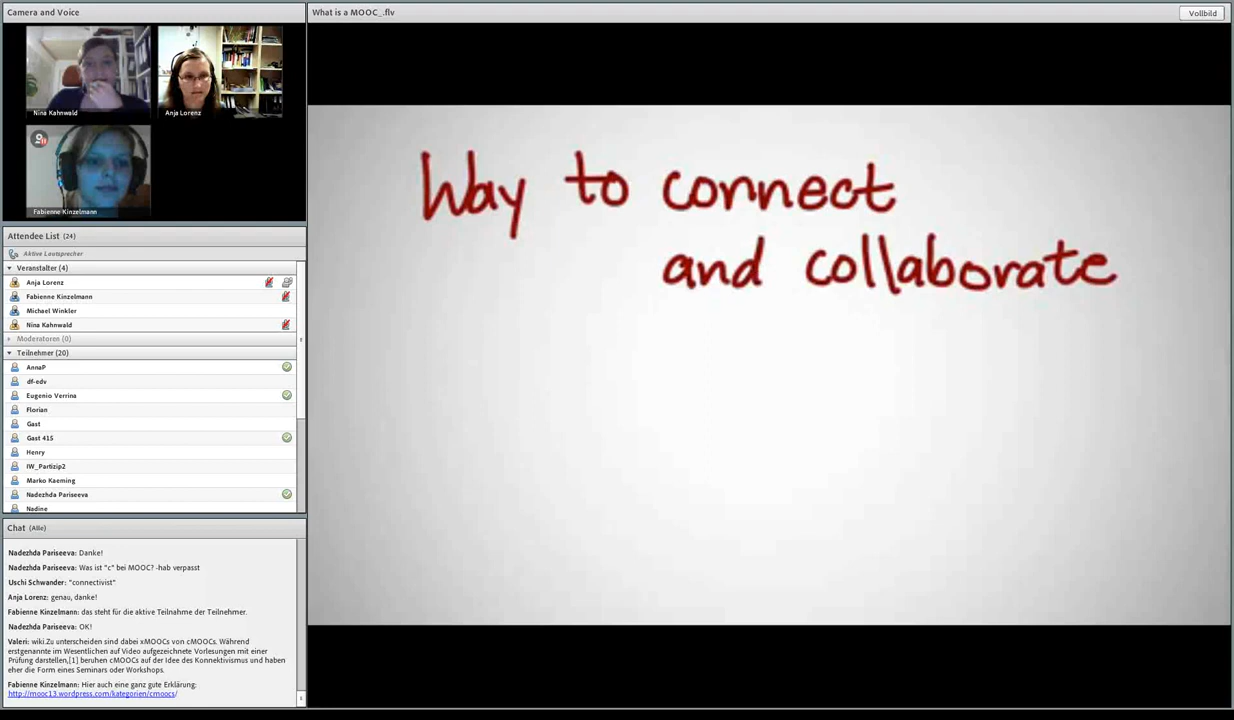 Camera and Voice
Nina Kahnwald
Anja Lorenz
Fabienne Kinzelmann
Attendee List (24)
Aktive Lautsprecher
Veranstalter (4)
Anja Lorenz
Fabienne Kinzelmann
Michael Winkler
Nina Kahnwald
Moderatoren (0)
Teilnehmer (20)
AnnaP
df-edv
Eugenio Verrina
Florian
Gast
Gast 415
Henry
IW_Partizip2
Marko Kaeming
Nadezhda Pariseeva
Nadine
Chat (Alle)
Nadezhda Pariseeva: Danke!
Nadezhda Pariseeva: Was ist "c" bei MOOC? -hab verpasst
Uschi Schwander: "connectivist"
Anja Lorenz: genau, danke!
Fabienne Kinzelmann: das steht für die aktive Teilnahme der Teilnehmer.
Nadezhda Pariseeva: OK!
Valeri: wiki.Zu unterscheiden sind dabei xMOOCs von cMOOCs. Während
erstgenannte im Wesentlichen auf Video aufgezeichnete Vorlesungen mit einer
Prüfung darstellen,[1] beruhen cMOOCs auf der Idee des Konnektivismus und haben
eher die Form eines Seminars oder Workshops.
Fabienne Kinzelmann: Hier auch eine ganz gute Erklärung:
http://mooc13.wordpress.com/kategorien/cmoocs/
What is a MOOC_.flv
Vollbild
Way to connect
and collaborate